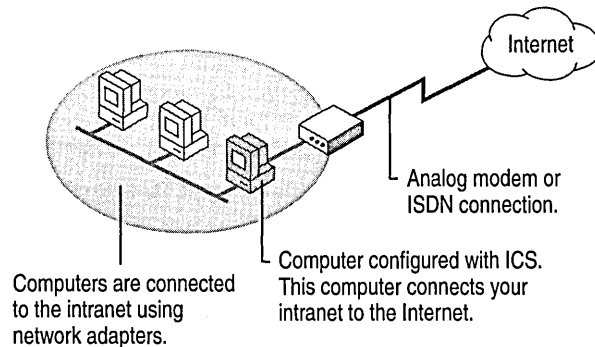 Internet
Analog modem or
ISDN connection.
Computer configured with ICS.
This computer connects your
intranet to the Internet.
Computers are connected
to the intranet using
network adapters.